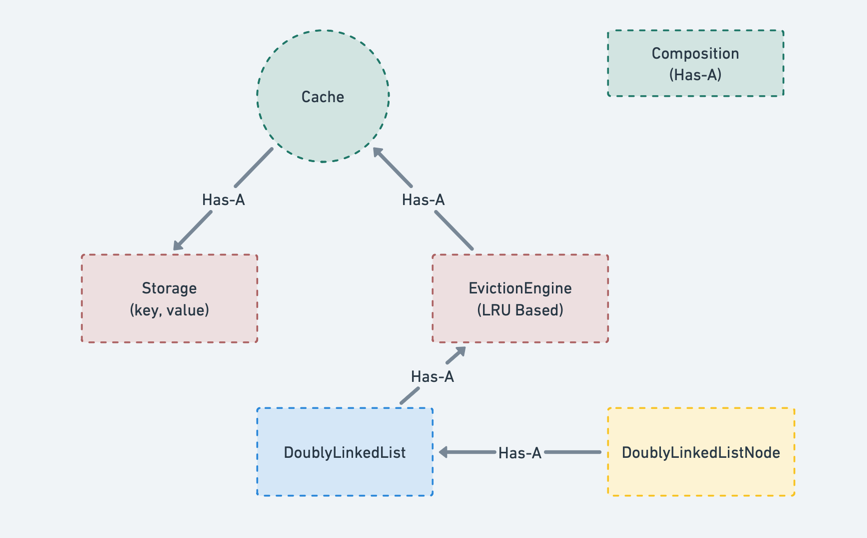 Composition
(Has-A)
Cache
Has-A
Has-A
Storage
(key, value)
EvictionEngine
(LRU Based)
Has-A
DoublyLinkedList
Has-A
DoublyLinkedListNode